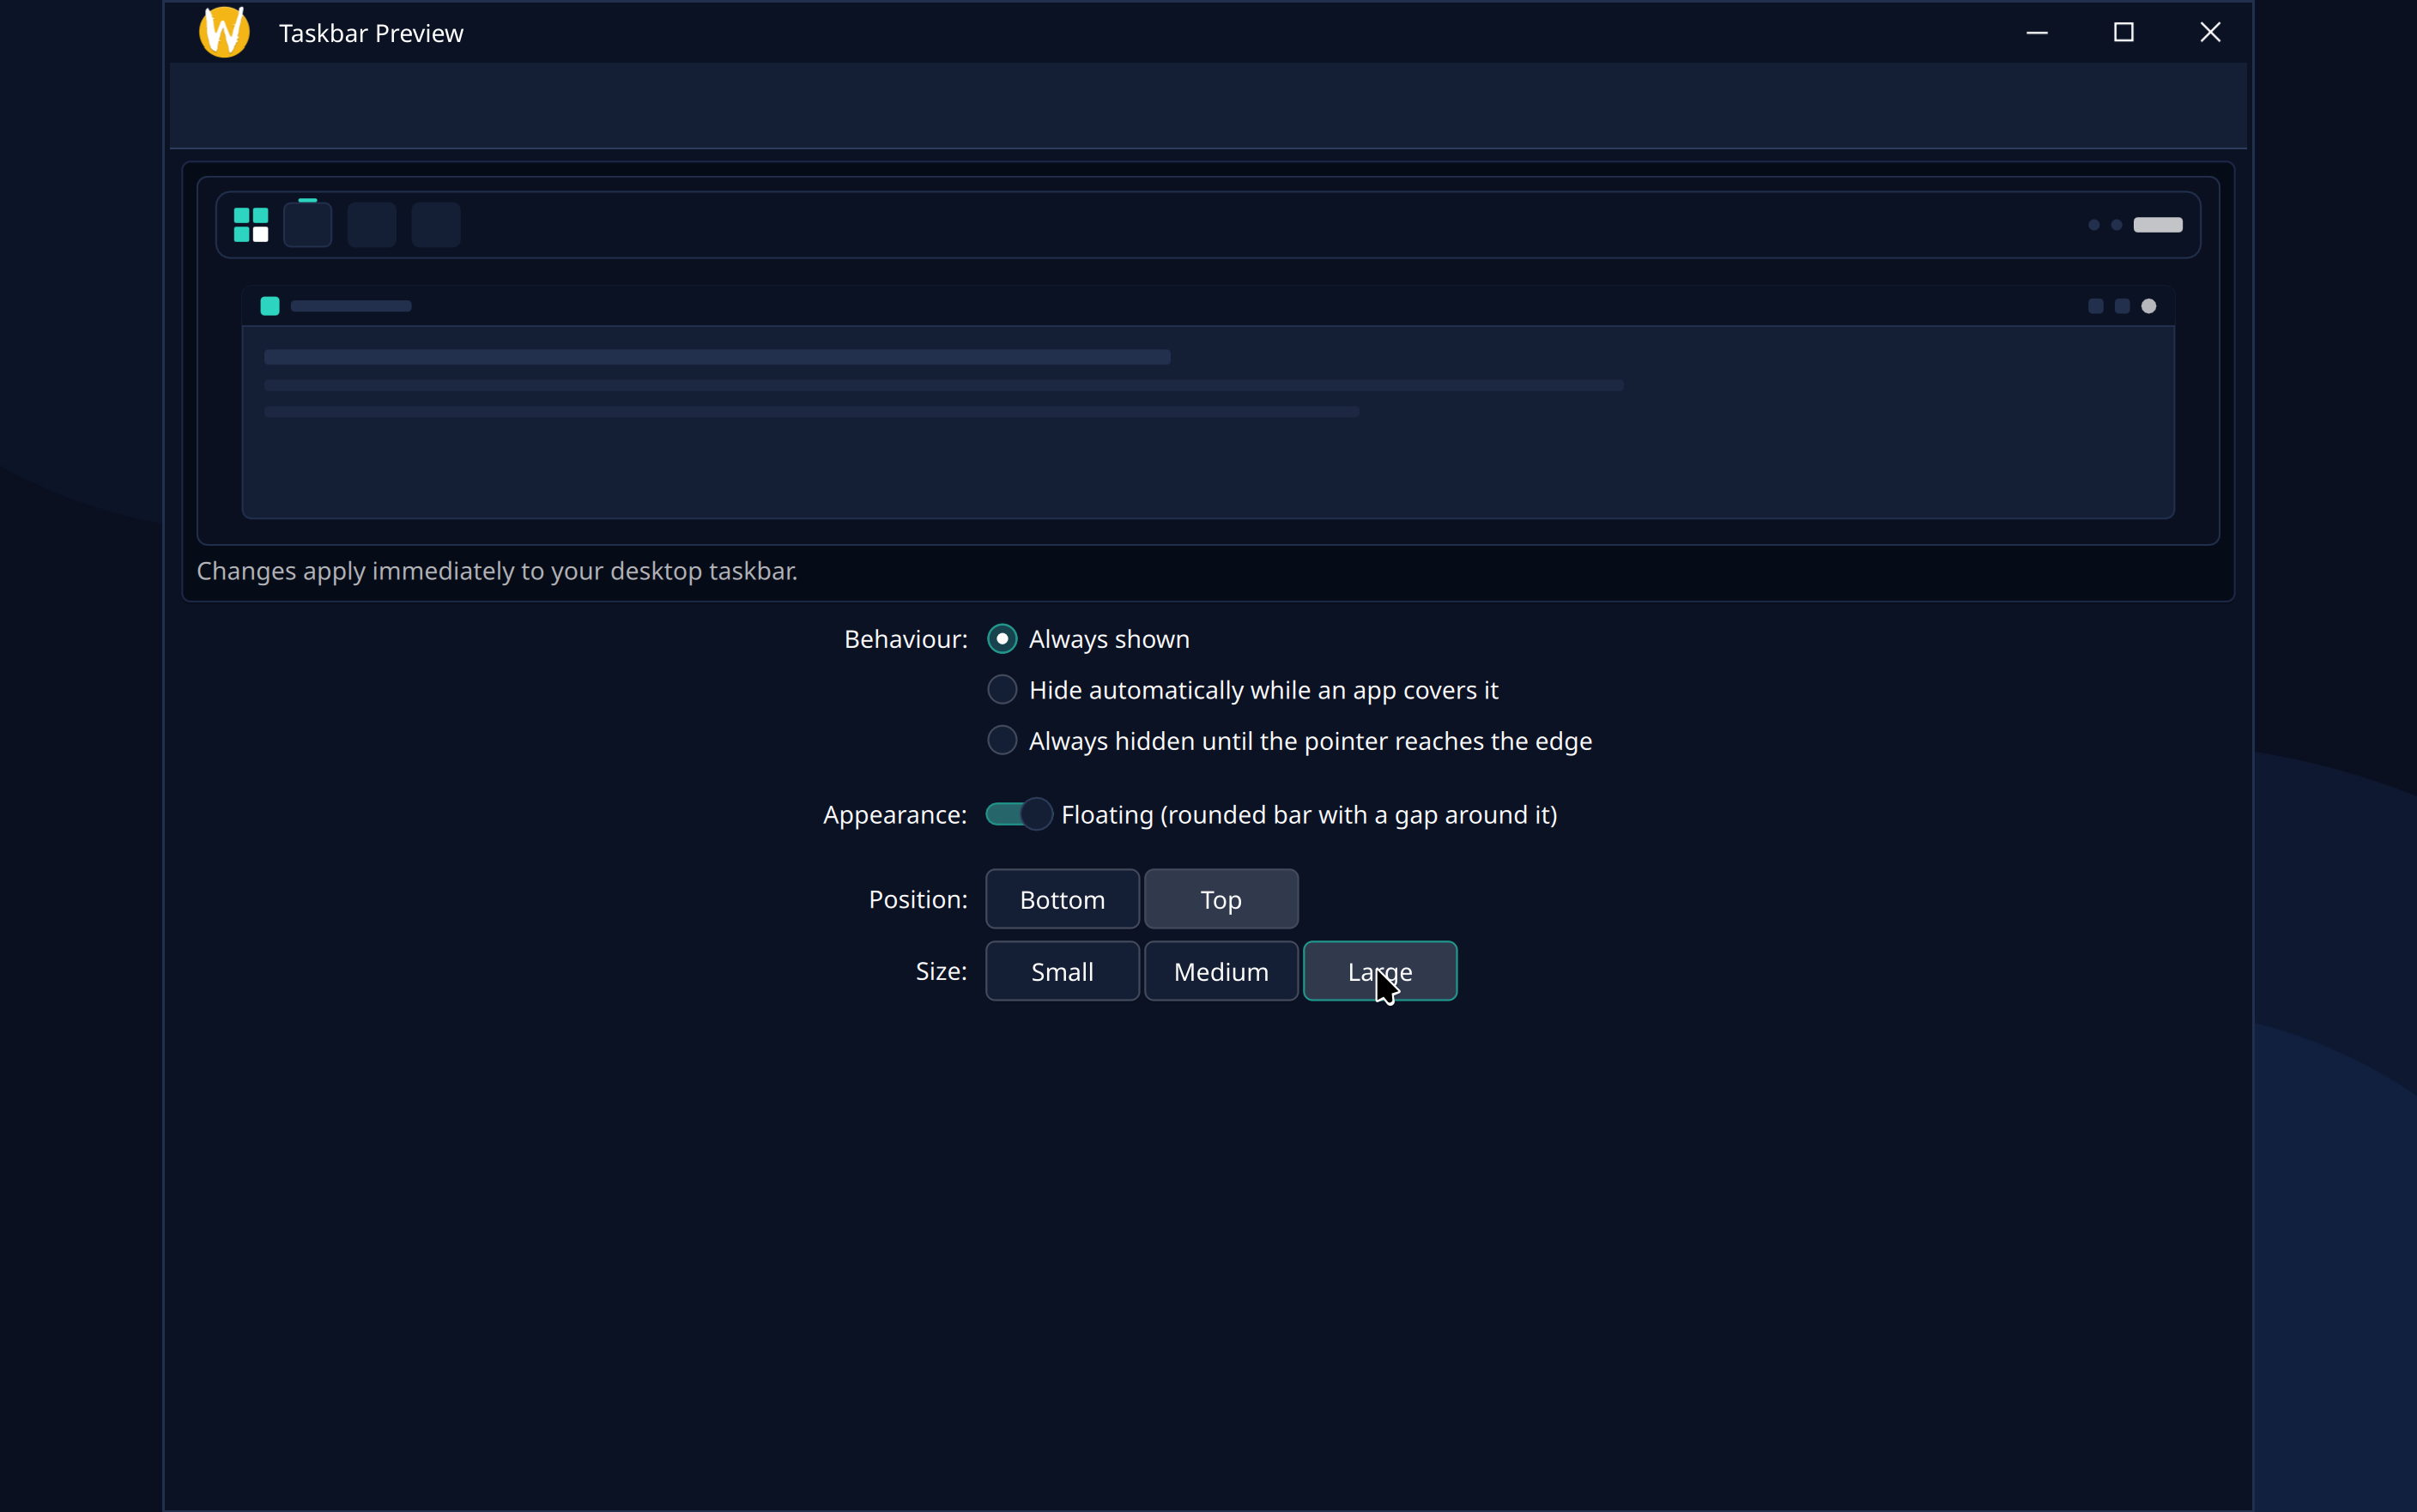 Taskbar Preview
Changes apply immediately to your desktop taskbar.
Behaviour: Always shown
Hide automatically while an app covers it
Always hidden until the pointer reaches the edge
Appearance: Floating (rounded bar with a gap around it)
Position: Bottom Top
Size: Small Medium Large